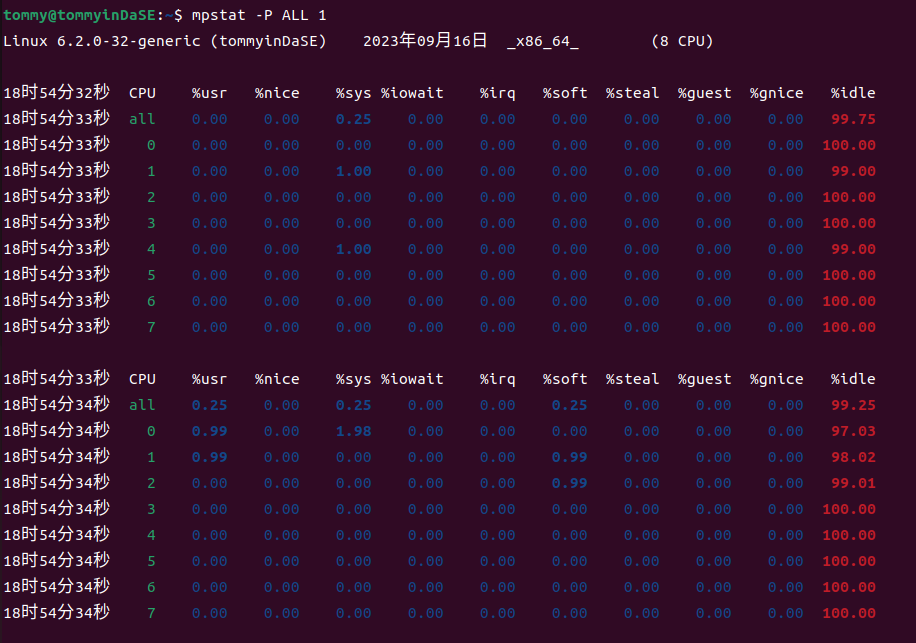 tommy@tommyinDaSE:~$ mpstat -P ALL 1
Linux 6.2.0-32-generic (tommyinDaSE) 2023年09月16日 _x86_64_ (8 CPU)
18时54分32秒 CPU %usr %nice %sys %iowait %irq %soft %steal %guest %gnice %idle
18时54分33秒 all 0.00 0.00 0.25 0.00 0.00 0.00 0.00 0.00 0.00 99.75
18时54分33秒 0 0.00 0.00 0.00 0.00 0.00 0.00 0.00 0.00 0.00 100.00
18时54分33秒 1 0.00 0.00 1.00 0.00 0.00 0.00 0.00 0.00 0.00 99.00
18时54分33秒 2 0.00 0.00 0.00 0.00 0.00 0.00 0.00 0.00 0.00 100.00
18时54分33秒 3 0.00 0.00 0.00 0.00 0.00 0.00 0.00 0.00 0.00 100.00
18时54分33秒 4 0.00 0.00 1.00 0.00 0.00 0.00 0.00 0.00 0.00 99.00
18时54分33秒 5 0.00 0.00 0.00 0.00 0.00 0.00 0.00 0.00 0.00 100.00
18时54分33秒 6 0.00 0.00 0.00 0.00 0.00 0.00 0.00 0.00 0.00 100.00
18时54分33秒 7 0.00 0.00 0.00 0.00 0.00 0.00 0.00 0.00 0.00 100.00
18时54分33秒 CPU %usr %nice %sys %iowait %irq %soft %steal %guest %gnice %idle
18时54分34秒 all 0.25 0.00 0.25 0.00 0.00 0.25 0.00 0.00 0.00 99.25
18时54分34秒 0 0.99 0.00 1.98 0.00 0.00 0.00 0.00 0.00 0.00 97.03
18时54分34秒 1 0.99 0.00 0.00 0.00 0.00 0.99 0.00 0.00 0.00 98.02
18时54分34秒 2 0.00 0.00 0.00 0.00 0.00 0.99 0.00 0.00 0.00 99.01
18时54分34秒 3 0.00 0.00 0.00 0.00 0.00 0.00 0.00 0.00 0.00 100.00
18时54分34秒 4 0.00 0.00 0.00 0.00 0.00 0.00 0.00 0.00 0.00 100.00
18时54分34秒 5 0.00 0.00 0.00 0.00 0.00 0.00 0.00 0.00 0.00 100.00
18时54分34秒 6 0.00 0.00 0.00 0.00 0.00 0.00 0.00 0.00 0.00 100.00
18时54分34秒 7 0.00 0.00 0.00 0.00 0.00 0.00 0.00 0.00 0.00 100.00